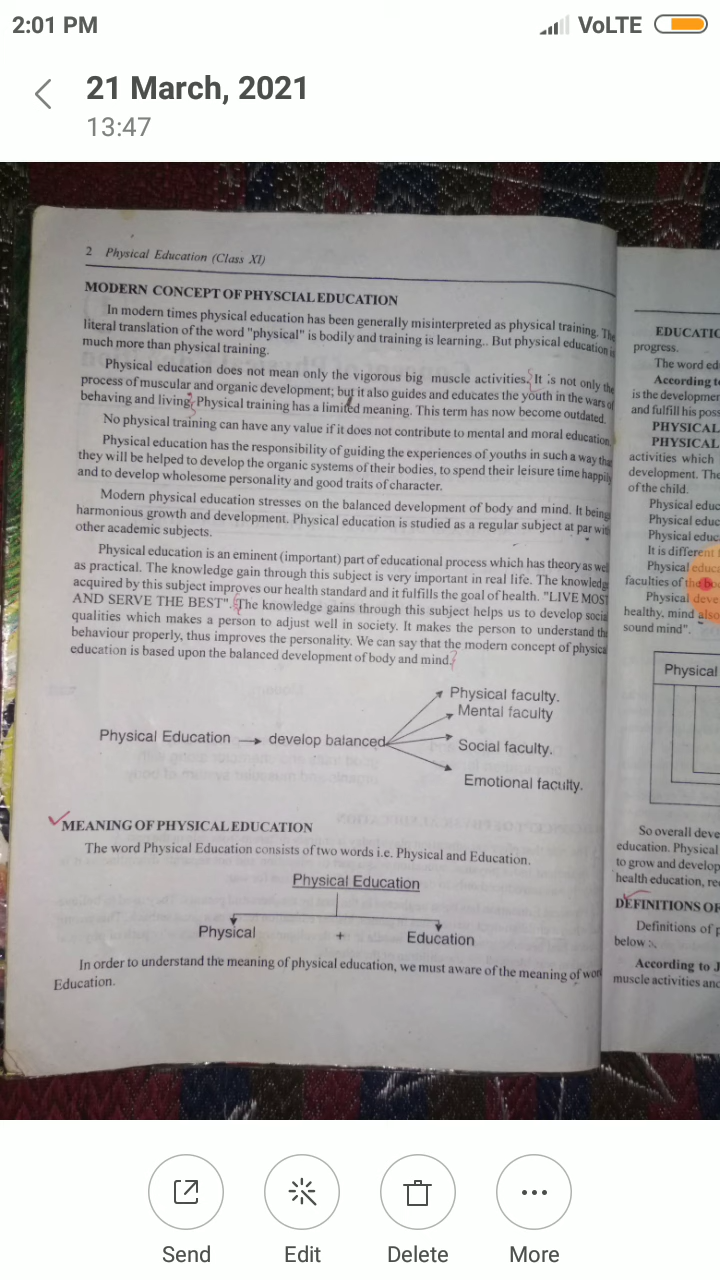 2:01 PM
VoLTE
21 March, 2021
13:47
2 Physical Education (Class XI)
MODERN CONCEPT OF PHYSCIAL EDUCATION
In modern times physical education has been generally misinterpreted as physical training. The
literal translation of the word "physical" is bodily and training is learning.. But physical education is
much more than physical training.
Physical education does not mean only the vigorous big muscle activities. It is not only the
process of muscular and organic development; but it also guides and educates the youth in the wars of
behaving and living. Physical training has a limited meaning. This term has now become outdated.
No physical training can have any value if it does not contribute to mental and moral education.
Physical education has the responsibility of guiding the experiences of youths in such a way tha
they will be helped to develop the organic systems of their bodies, to spend their leisure time happily
and to develop wholesome personality and good traits of character.
Modern physical education stresses on the balanced development of body and mind. It being
harmonious growth and development. Physical education is studied as a regular subject at par with
other academic subjects.
Physical education is an eminent (important) part of educational process which has theory as well
as practical. The knowledge gain through this subject is very important in real life. The knowledge
acquired by this subject improves our health standard and it fulfills the goal of health. "LIVE MOST
AND SERVE THE BEST". The knowledge gains through this subject helps us to develop social
qualities which makes a person to adjust well in society. It makes the person to understand the
behaviour properly, thus improves the personality. We can say that the modern concept of physica
education is based upon the balanced development of body and mind.
Physical Education → develop balanced
Physical faculty.
Mental faculty
Social faculty.
Emotional faculty.
MEANING OF PHYSICAL EDUCATION
The word Physical Education consists of two words i.e. Physical and Education.
Physical Education
Physical + Education
In order to understand the meaning of physical education, we must aware of the meaning of wor
Education.
EDUCATIO
progress.
The word ed
According to
is the developmen
and fulfill his poss
PHYSICAL
PHYSICAL
activities which
development. The
of the child.
Physical educ
Physical educ
Physical educ
It is different
Physical educa
faculties of the bo
Physical deve
healthy, mind also
sound mind".
Physical
So overall deve
education. Physical
to grow and develop
health education, re
DEFINITIONS OF
Definitions of p
below :.
According to J
muscle activities and
Send
Edit
Delete
More